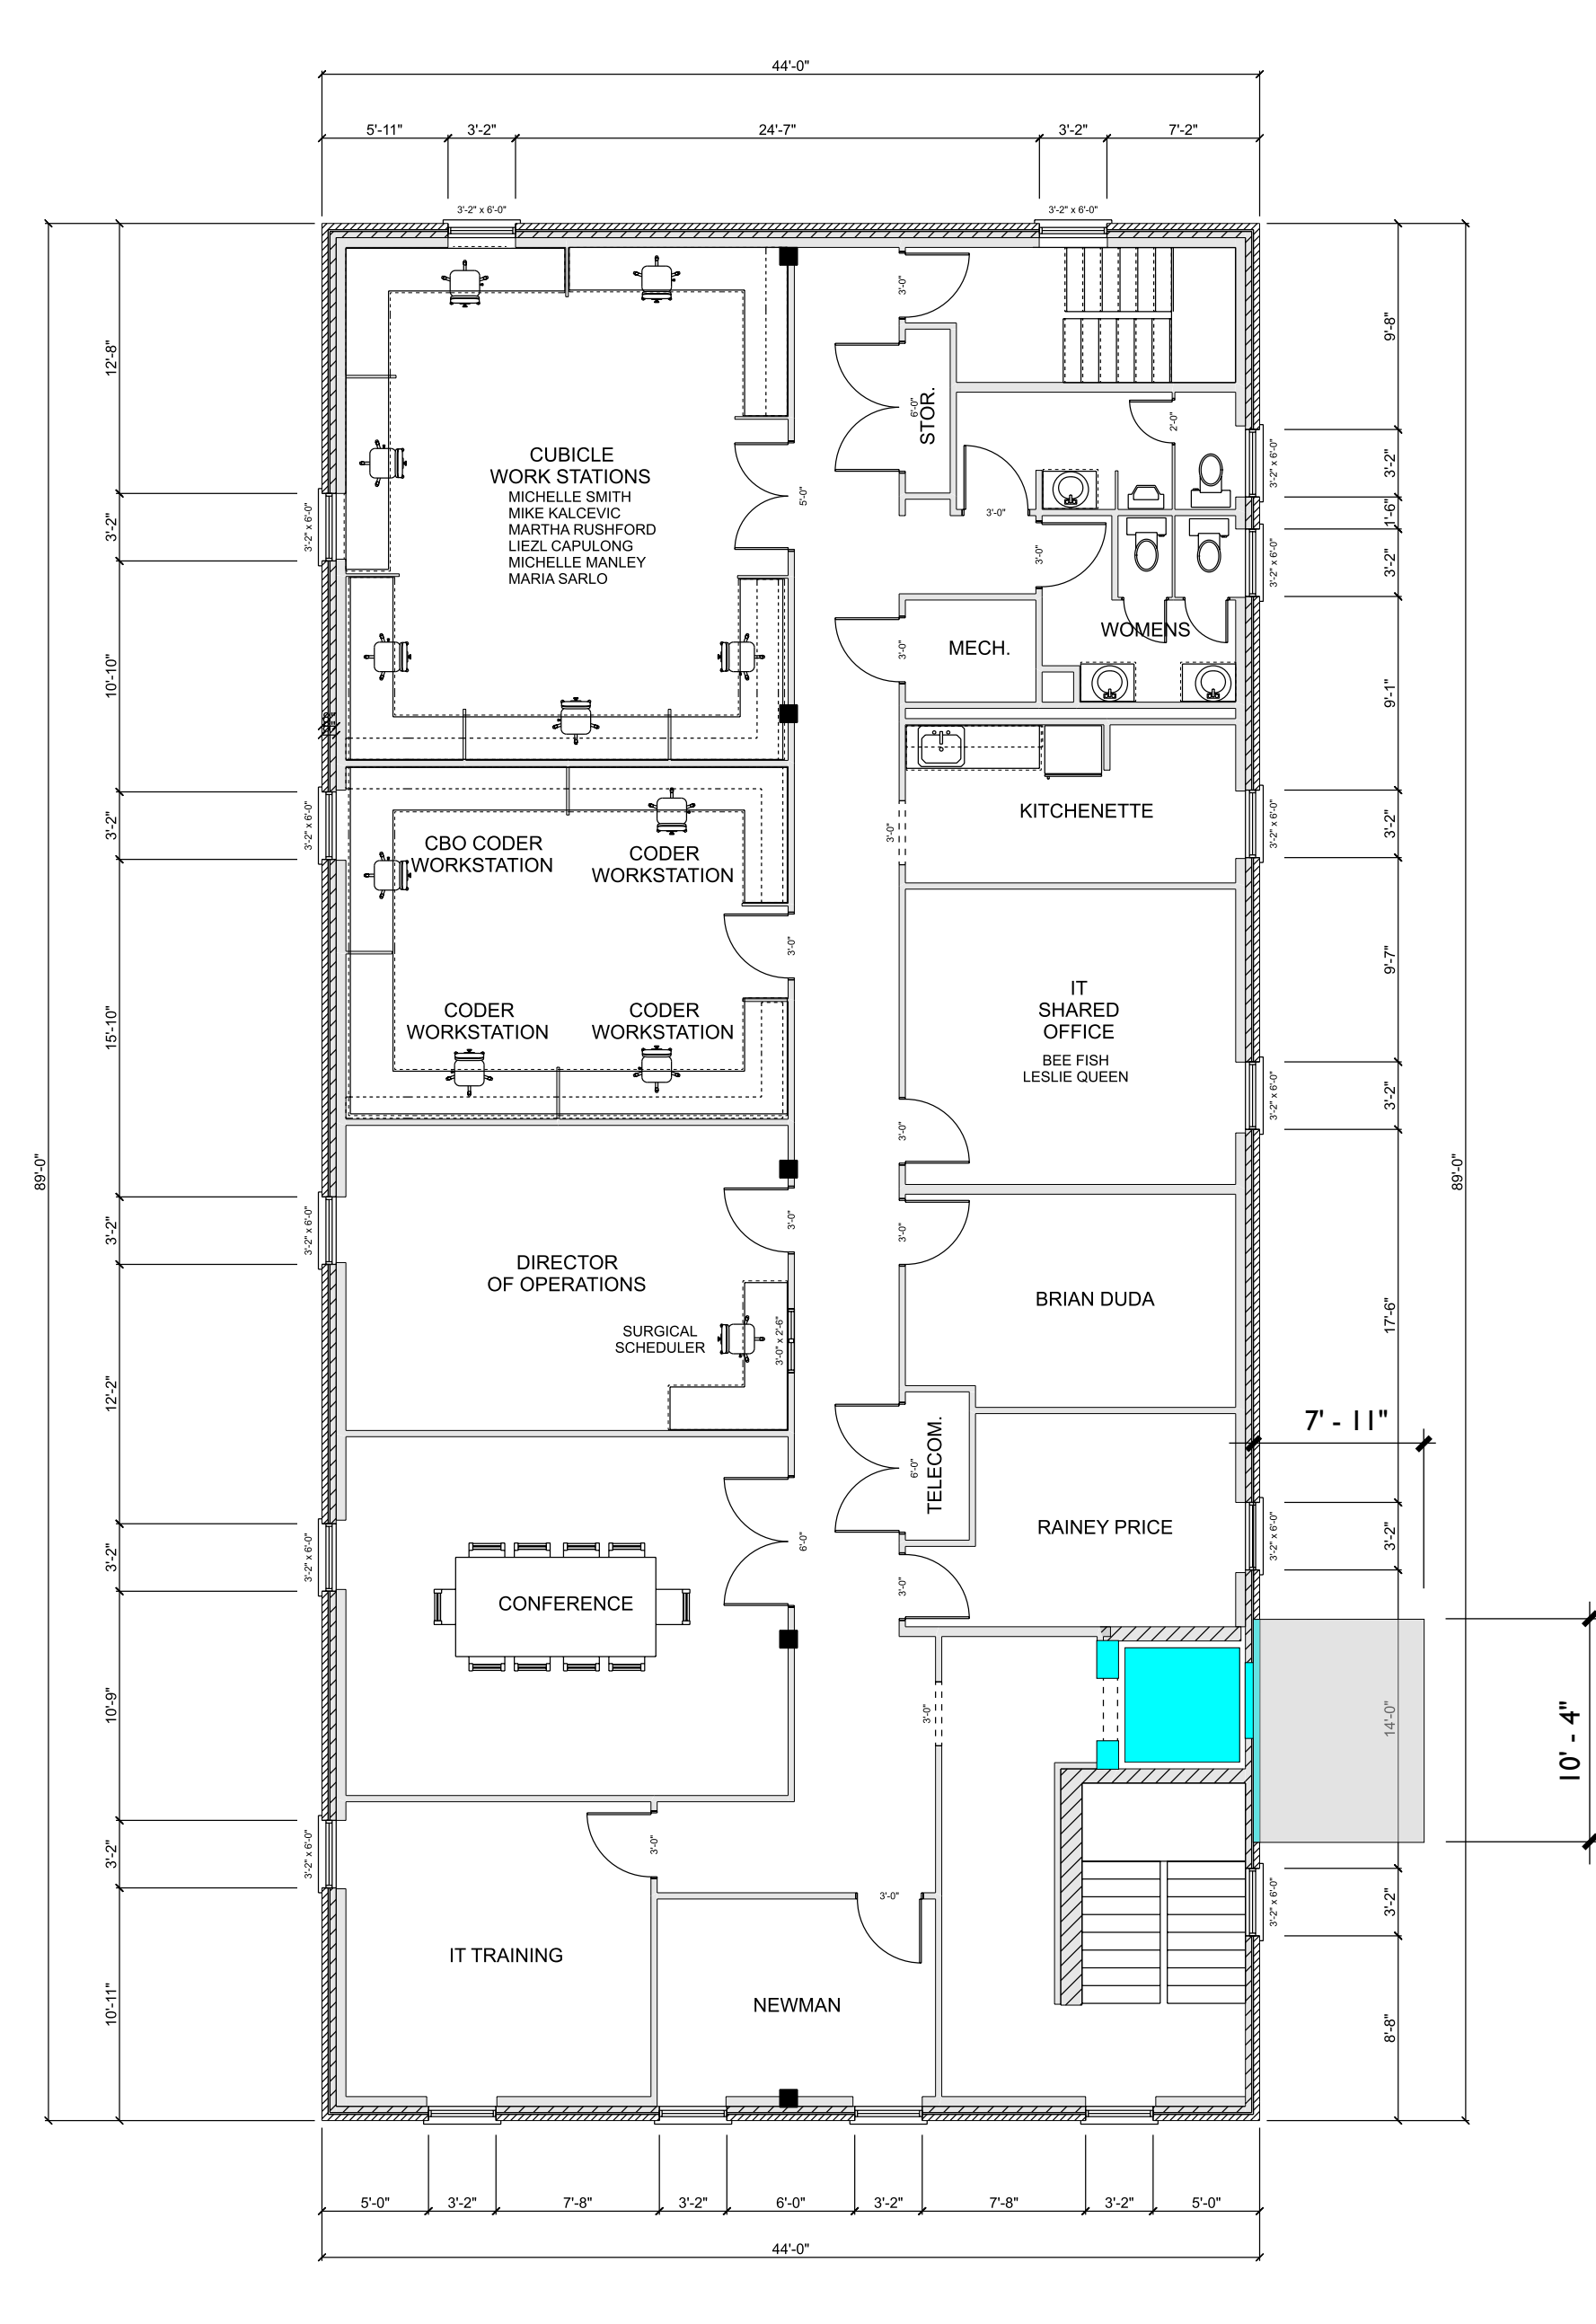 44'-0"
5'-11" 3'-2" 24'-7" 3'-2" 7'-2"
3'-2" x 6'-0" 3'-2" x 6'-0"
12'-8"
3'-2"
10'-10"
3'-2"
15'-10"
3'-2"
12'-2"
3'-2"
10'-9"
3'-2"
10'-11"
89'-0"
3'-2" x 6'-0"
3'-2" x 6'-0"
3'-2" x 6'-0"
3'-2" x 6'-0"
3'-2" x 6'-0"
CUBICLE
WORK STATIONS
MICHELLE SMITH
MIKE KALCEVIC
MARTHA RUSHFORD
LIEZL CAPULONG
MICHELLE MANLEY
MARIA SARLO
5'-0"
3'-0"
6'-0"
STOR.
2'-0"
3'-0"
3'-0"
WOMENS
3'-0"
MECH.
3'-0"
KITCHENETTE
CBO CODER
WORKSTATION
CODER
WORKSTATION
3'-0"
CODER
WORKSTATION
CODER
WORKSTATION
IT
SHARED
OFFICE
BEE FISH
LESLIE QUEEN
3'-0"
DIRECTOR
OF OPERATIONS
3'-0"
SURGICAL
SCHEDULER
3'-0" x 2'-6"
3'-0"
BRIAN DUDA
6'-0"
TELECOM.
RAINEY PRICE
3'-0"
CONFERENCE
6'-0"
3'-0"
3'-0"
IT TRAINING
3'-0"
NEWMAN
3'-2" x 6'-0"
3'-2" x 6'-0"
3'-2" x 6'-0"
3'-2" x 6'-0"
3'-2" x 6'-0"
3'-2" x 6'-0"
9'-8"
3'-2"
1'-6"
3'-2"
9'-1"
3'-2"
9'-7"
3'-2"
17'-6"
3'-2"
14'-0"
3'-2"
8'-8"
89'-0"
7' - 11"
10' - 4"
5'-0" 3'-2" 7'-8" 3'-2" 6'-0" 3'-2" 7'-8" 3'-2" 5'-0"
44'-0"